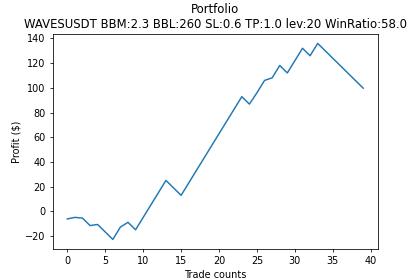 Portfolio
WAVESUSDT BBM:2.3 BBL:260 SL:0.6 TP:1.0 lev:20 WinRatio:58.0
Profit ($)
140
120
100
80
60
40
20
0
−20
0 5 10 15 20 25 30 35 40
Trade counts